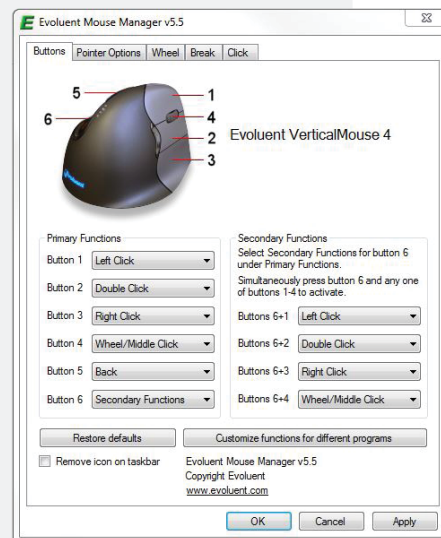 Evoluent Mouse Manager v5.5
Buttons Pointer Options Wheel Break Click
5
1
6
4
2
3
Evoluent VerticalMouse 4
evoluent
Primary Functions
Button 1 Left Click
Button 2 Double Click
Button 3 Right Click
Button 4 Wheel/Middle Click
Button 5 Back
Button 6 Secondary Functions
Secondary Functions
Select Secondary Functions for button 6
under Primary Functions.
Simultaneously press button 6 and any one
of buttons 1-4 to activate.
Buttons 6+1 Left Click
Buttons 6+2 Double Click
Buttons 6+3 Right Click
Buttons 6+4 Wheel/Middle Click
Restore defaults
Customize functions for different programs
Remove icon on taskbar
Evoluent Mouse Manager v5.5
Copyright Evoluent
www.evoluent.com
OK Cancel Apply